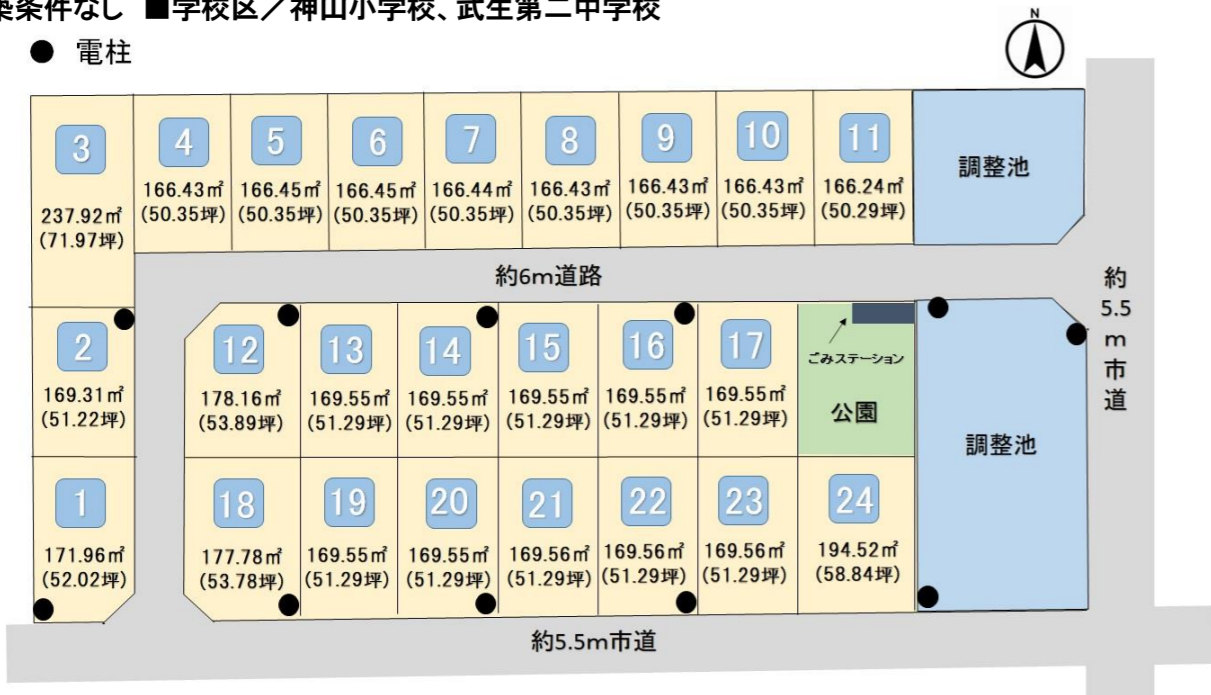 築条件なし ■学校区／神山小学校、武生第二中学校
● 電柱
N
3
237.92㎡
(71.97坪)
4
166.43㎡
(50.35坪)
5
166.45㎡
(50.35坪)
6
166.45㎡
(50.35坪)
7
166.44㎡
(50.35坪)
8
166.43㎡
(50.35坪)
9
166.43㎡
(50.35坪)
10
166.43㎡
(50.35坪)
11
166.24㎡
(50.29坪)
調整池
約6m道路
約5.5m市道
2
169.31㎡
(51.22坪)
12
178.16㎡
(53.89坪)
13
169.55㎡
(51.29坪)
14
169.55㎡
(51.29坪)
15
169.55㎡
(51.29坪)
16
169.55㎡
(51.29坪)
17
169.55㎡
(51.29坪)
ごみステーション
公園
調整池
1
171.96㎡
(52.02坪)
18
177.78㎡
(53.78坪)
19
169.55㎡
(51.29坪)
20
169.55㎡
(51.29坪)
21
169.56㎡
(51.29坪)
22
169.56㎡
(51.29坪)
23
169.56㎡
(51.29坪)
24
194.52㎡
(58.84坪)
約5.5m市道